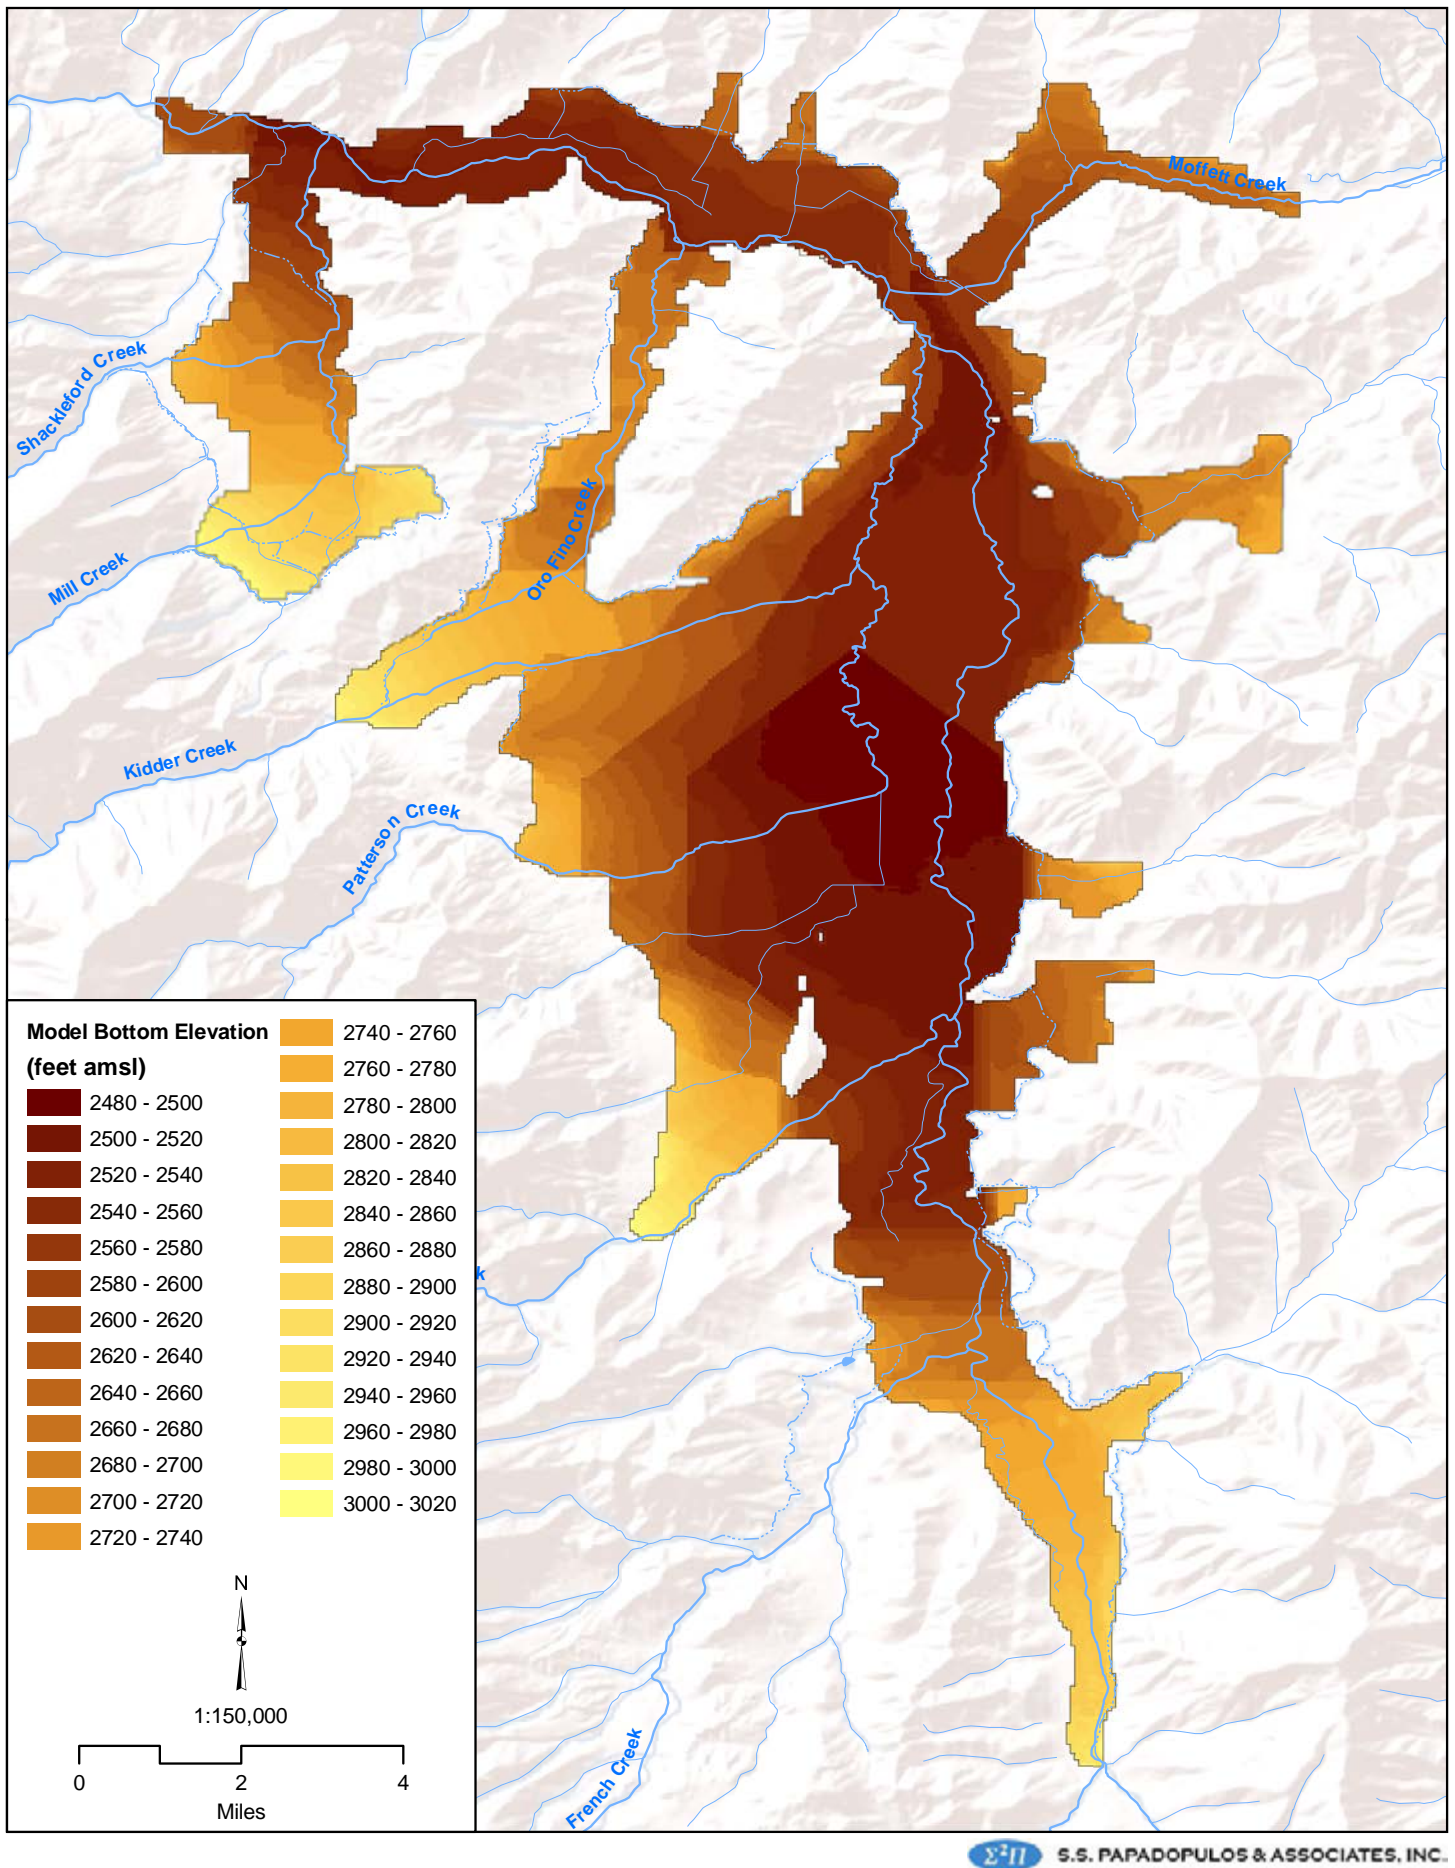 Moffett Creek
Shackleford Creek
Mill Creek
Oro Fino Creek
Kidder Creek
Patterson Creek
k
French Creek
Model Bottom Elevation
(feet amsl)
2480 - 2500
2500 - 2520
2520 - 2540
2540 - 2560
2560 - 2580
2580 - 2600
2600 - 2620
2620 - 2640
2640 - 2660
2660 - 2680
2680 - 2700
2700 - 2720
2720 - 2740
2740 - 2760
2760 - 2780
2780 - 2800
2800 - 2820
2820 - 2840
2840 - 2860
2860 - 2880
2880 - 2900
2900 - 2920
2920 - 2940
2940 - 2960
2960 - 2980
2980 - 3000
3000 - 3020
N
1:150,000
0 2 4
Miles
Σ²Π S.S. PAPADOPULOS & ASSOCIATES, INC.